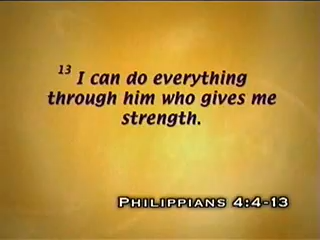 13 I can do everything
through him who gives me
strength.
PHILIPPIANS 4:4-13